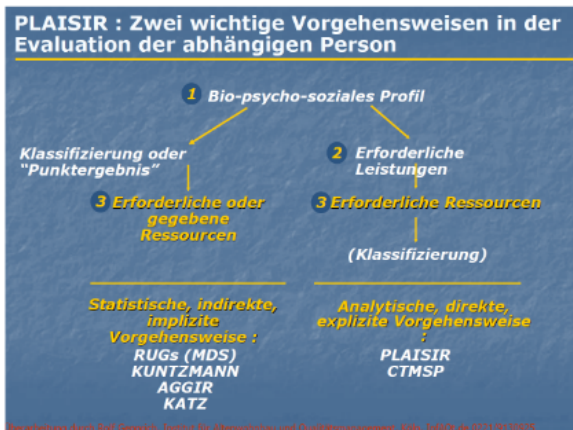 PLAISIR : Zwei wichtige Vorgehensweisen in der
Evaluation der abhängigen Person
1 Bio-psycho-soziales Profil
Klassifizierung oder
"Punktergebnis"
3 Erforderliche oder
gegebene
Ressourcen
2 Erforderliche
Leistungen
3 Erforderliche Ressourcen
(Klassifizierung)
Statistische, indirekte,
implizite
Vorgehensweise :
RUGs (MDS)
KUNTZMANN
AGGIR
KATZ
Analytische, direkte,
explizite Vorgehensweise
:
PLAISIR
CTMSP